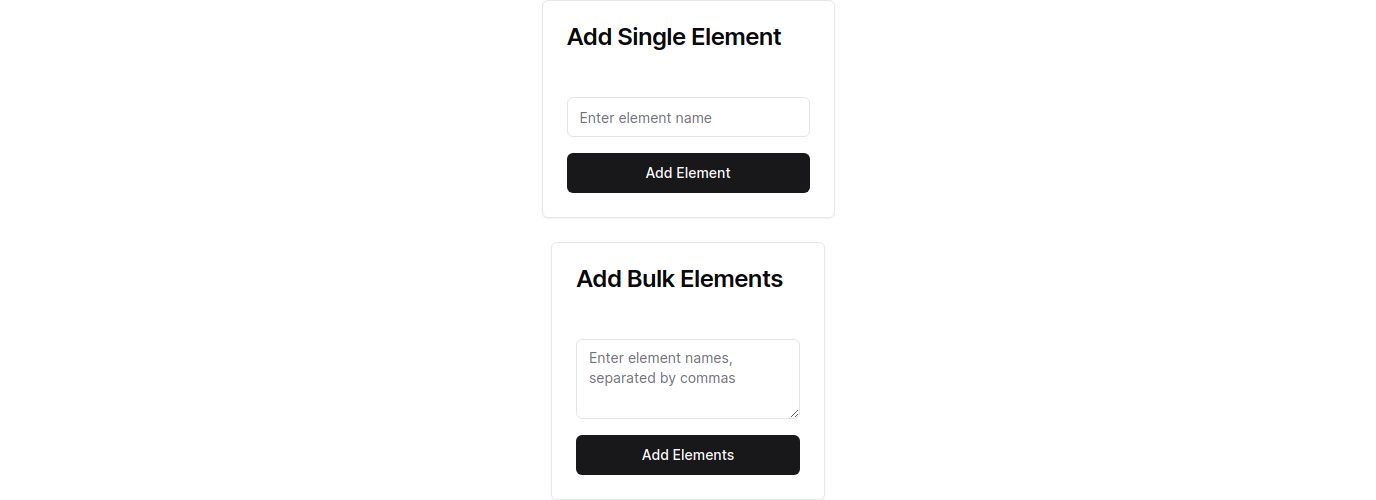 Add Single Element
Enter element name
Add Element
Add Bulk Elements
Enter element names,
separated by commas
Add Elements